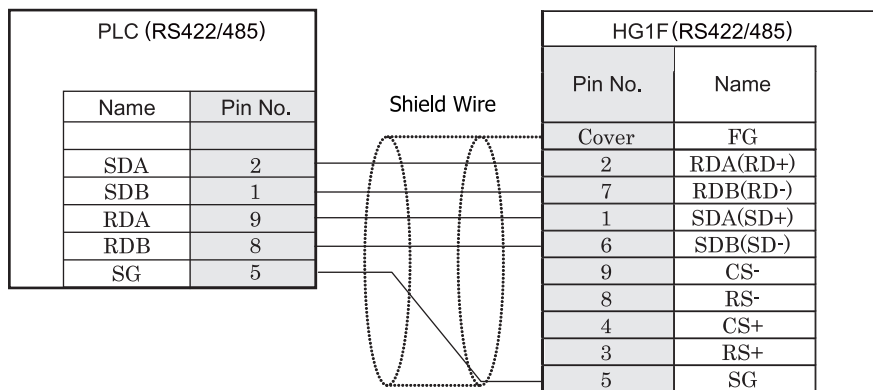 PLC (RS422/485)
Name Pin No.
SDA 2
SDB 1
RDA 9
RDB 8
SG 5
Shield Wire
HG1F(RS422/485)
Pin No. Name
Cover FG
2 RDA(RD+)
7 RDB(RD-)
1 SDA(SD+)
6 SDB(SD-)
9 CS-
8 RS-
4 CS+
3 RS+
5 SG